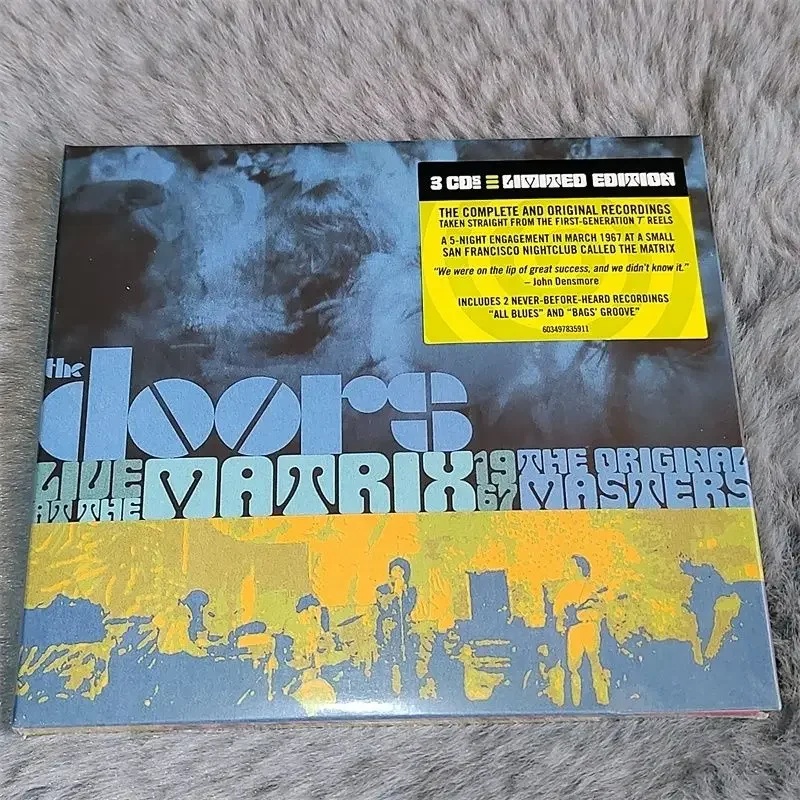 3 CDs LIMITED EDITION
THE COMPLETE AND ORIGINAL RECORDINGS
TAKEN STRAIGHT FROM THE FIRST-GENERATION 7" REELS
A 5-NIGHT ENGAGEMENT IN MARCH 1967 AT A SMALL
SAN FRANCISCO NIGHTCLUB CALLED THE MATRIX
"We were on the lip of great success, and we didn't know it."
– John Densmore
INCLUDES 2 NEVER-BEFORE-HEARD RECORDINGS
"ALL BLUES" AND "BAGS' GROOVE"
603497835911
the
doors
LIVE
AT THE
MATRIX
19
67
THE ORIGINAL
MASTERS